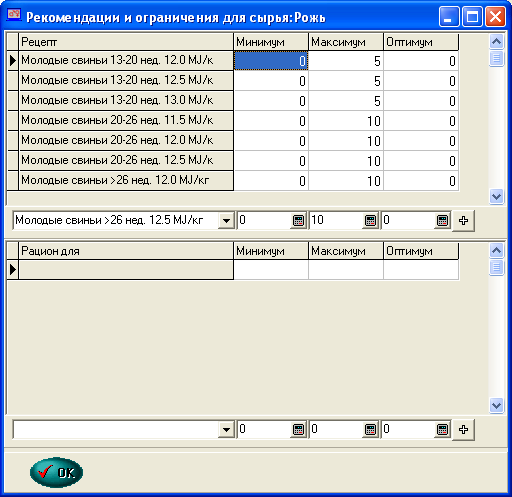 Рекомендации и ограничения для сырья:Рожь
Рецепт Минимум Максимум Оптимум
Молодые свиньи 13-20 нед. 12.0 MJ/к 0 5 0
Молодые свиньи 13-20 нед. 12.5 MJ/к 0 5 0
Молодые свиньи 13-20 нед. 13.0 MJ/к 0 5 0
Молодые свиньи 20-26 нед. 11.5 MJ/к 0 10 0
Молодые свиньи 20-26 нед. 12.0 MJ/к 0 10 0
Молодые свиньи 20-26 нед. 12.5 MJ/к 0 10 0
Молодые свиньи >26 нед. 12.0 MJ/кг 0 10 0
Молодые свиньи >26 нед. 12.5 MJ/кг 0 10 0
Рацион для Минимум Максимум Оптимум
0 0 0
OK